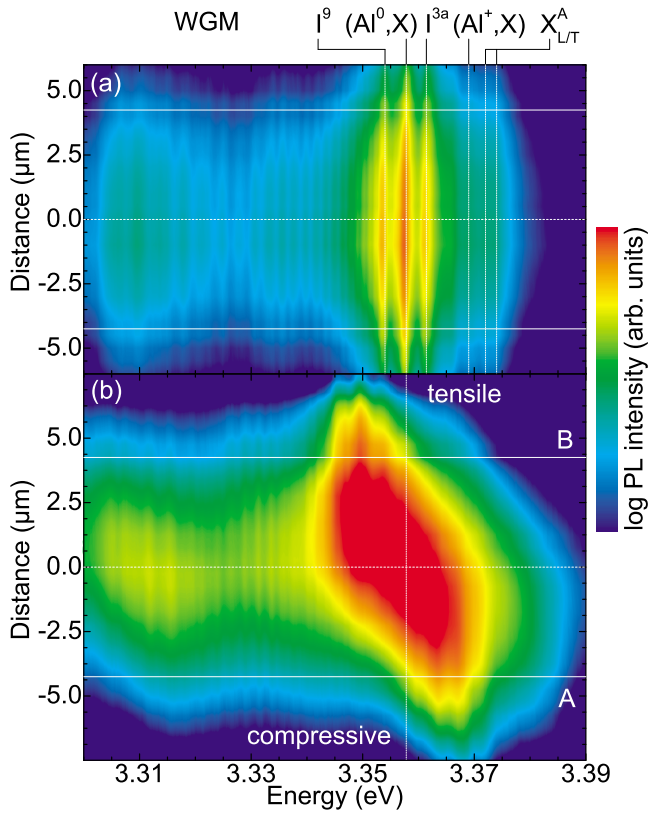 WGM I⁹ (Al⁰,X) I³ᵃ (Al⁺,X) Xᴬ L/T
(a)
5.0
2.5
0.0
-2.5
-5.0
Distance (µm)
(b)
tensile
5.0
B
2.5
0.0
-2.5
-5.0
A
compressive
Distance (µm)
3.31 3.33 3.35 3.37 3.39
Energy (eV)
log PL intensity (arb. units)